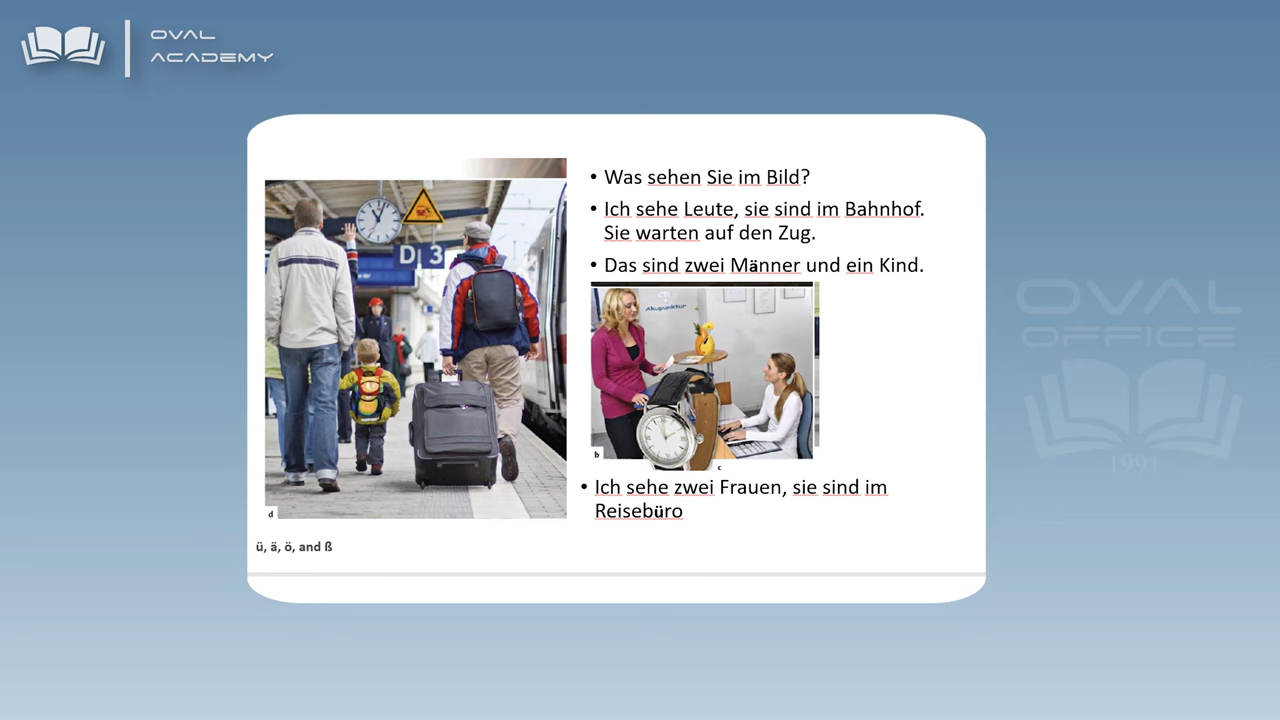 OVAL
ACADEMY
• Was sehen Sie im Bild?
• Ich sehe Leute, sie sind im Bahnhof.
Sie warten auf den Zug.
• Das sind zwei Männer und ein Kind.
D 3
Akupunktur
b
c
• Ich sehe zwei Frauen, sie sind im
Reisebüro
d
ü, ä, ö, and ß
OVAL
OFFICE
1991